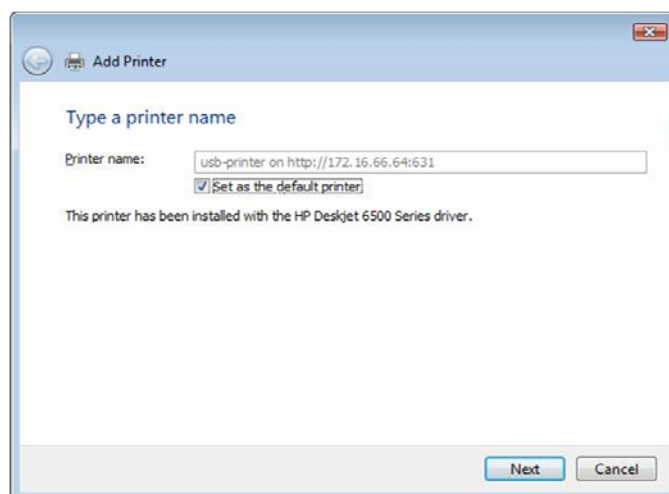 Add Printer
Type a printer name
Printer name:
usb-printer on http://172.16.66.64:631
Set as the default printer
This printer has been installed with the HP Deskjet 6500 Series driver.
Next
Cancel